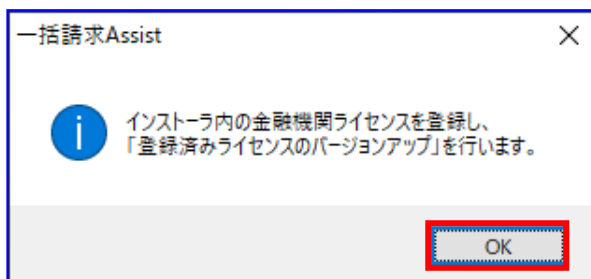 一括請求Assist
インストーラ内の金融機関ライセンスを登録し、
「登録済みライセンスのバージョンアップ」を行います。
OK